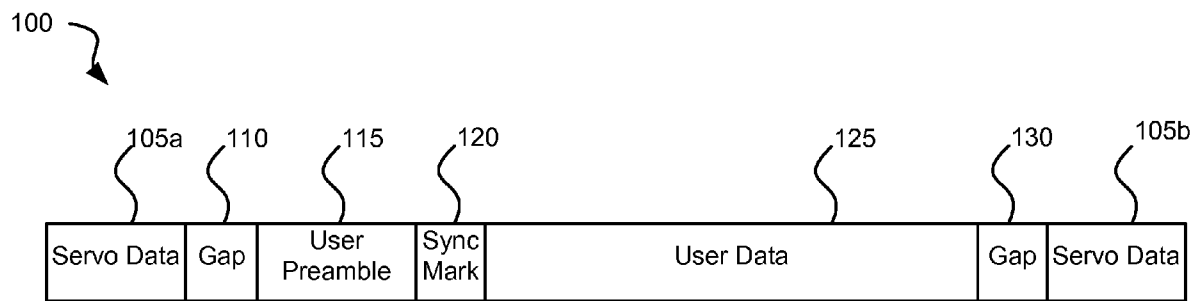 100
105a 110 115 120 125 130 105b
Servo Data Gap User Preamble Sync Mark User Data Gap Servo Data